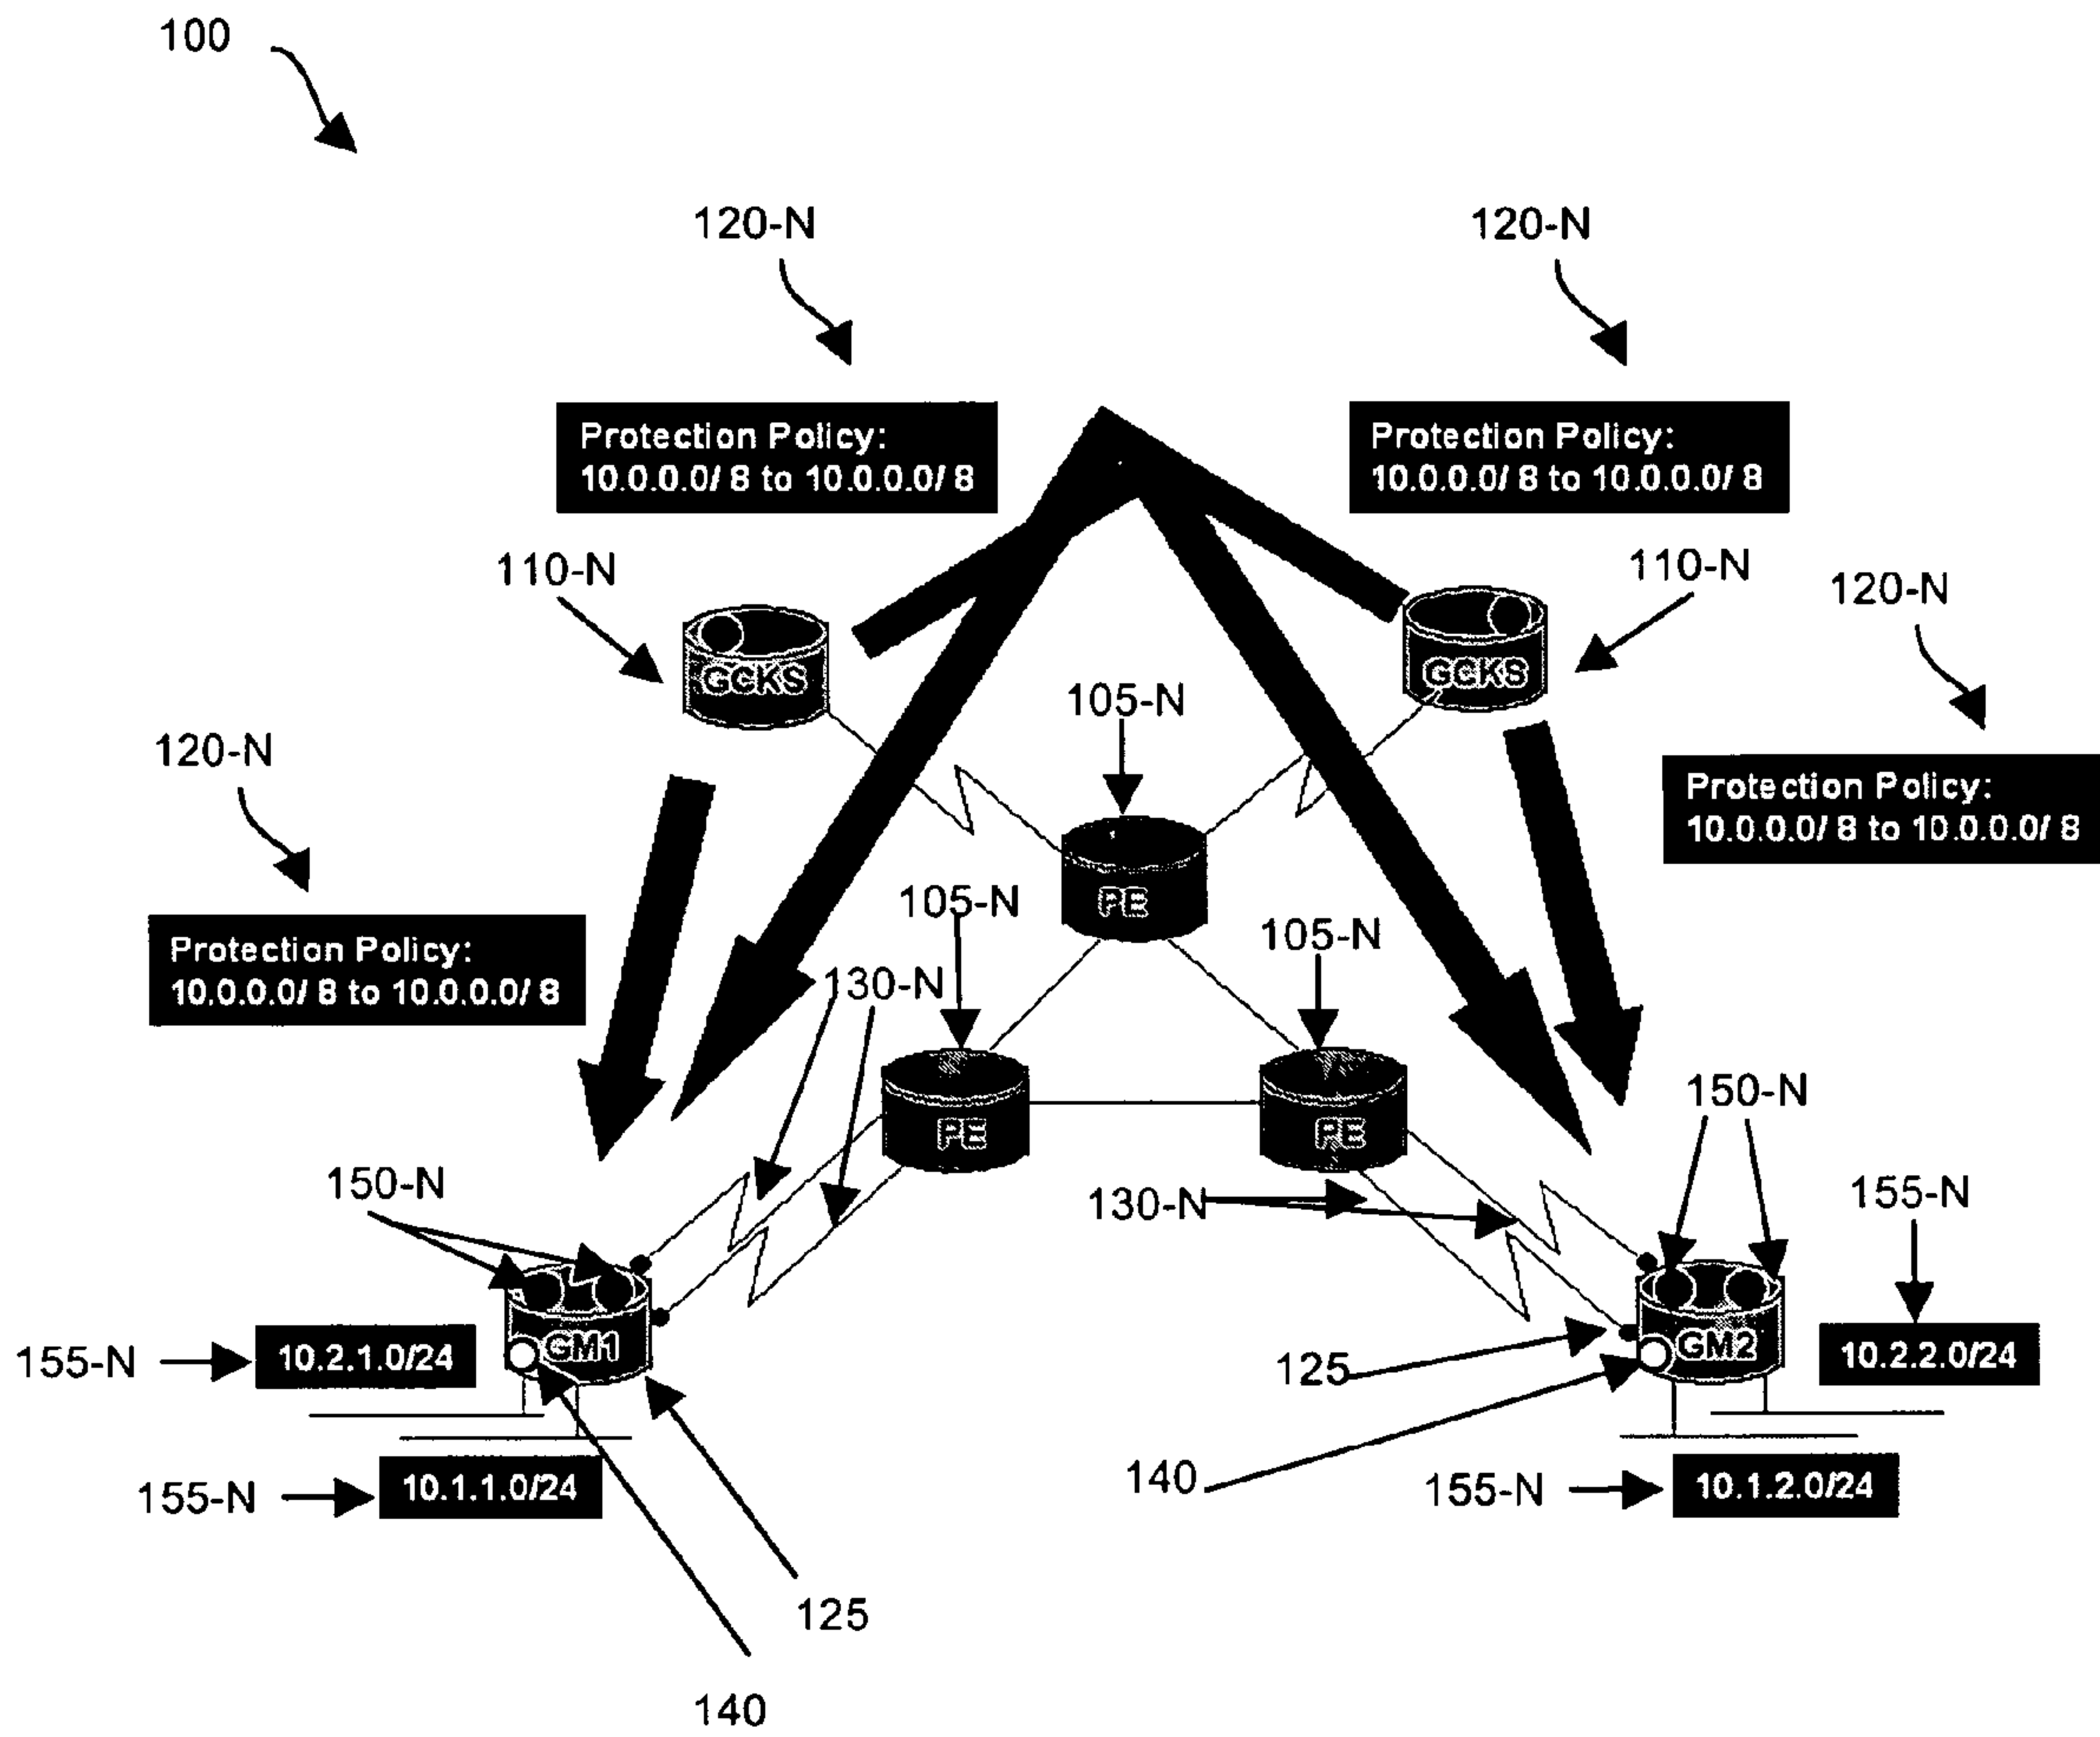 100
120-N
120-N
Protection Policy:
10.0.0.0/ 8 to 10.0.0.0/ 8
Protection Policy:
10.0.0.0/ 8 to 10.0.0.0/ 8
110-N
110-N
120-N
GCKS
GCKS
105-N
120-N
Protection Policy:
10.0.0.0/ 8 to 10.0.0.0/ 8
PE
105-N
105-N
Protection Policy:
10.0.0.0/ 8 to 10.0.0.0/ 8
130-N
150-N
PE
PE
150-N
130-N
155-N
GM1
GM2
155-N
10.2.1.0/24
125
10.2.2.0/24
140
155-N
10.1.1.0/24
155-N
10.1.2.0/24
125
140